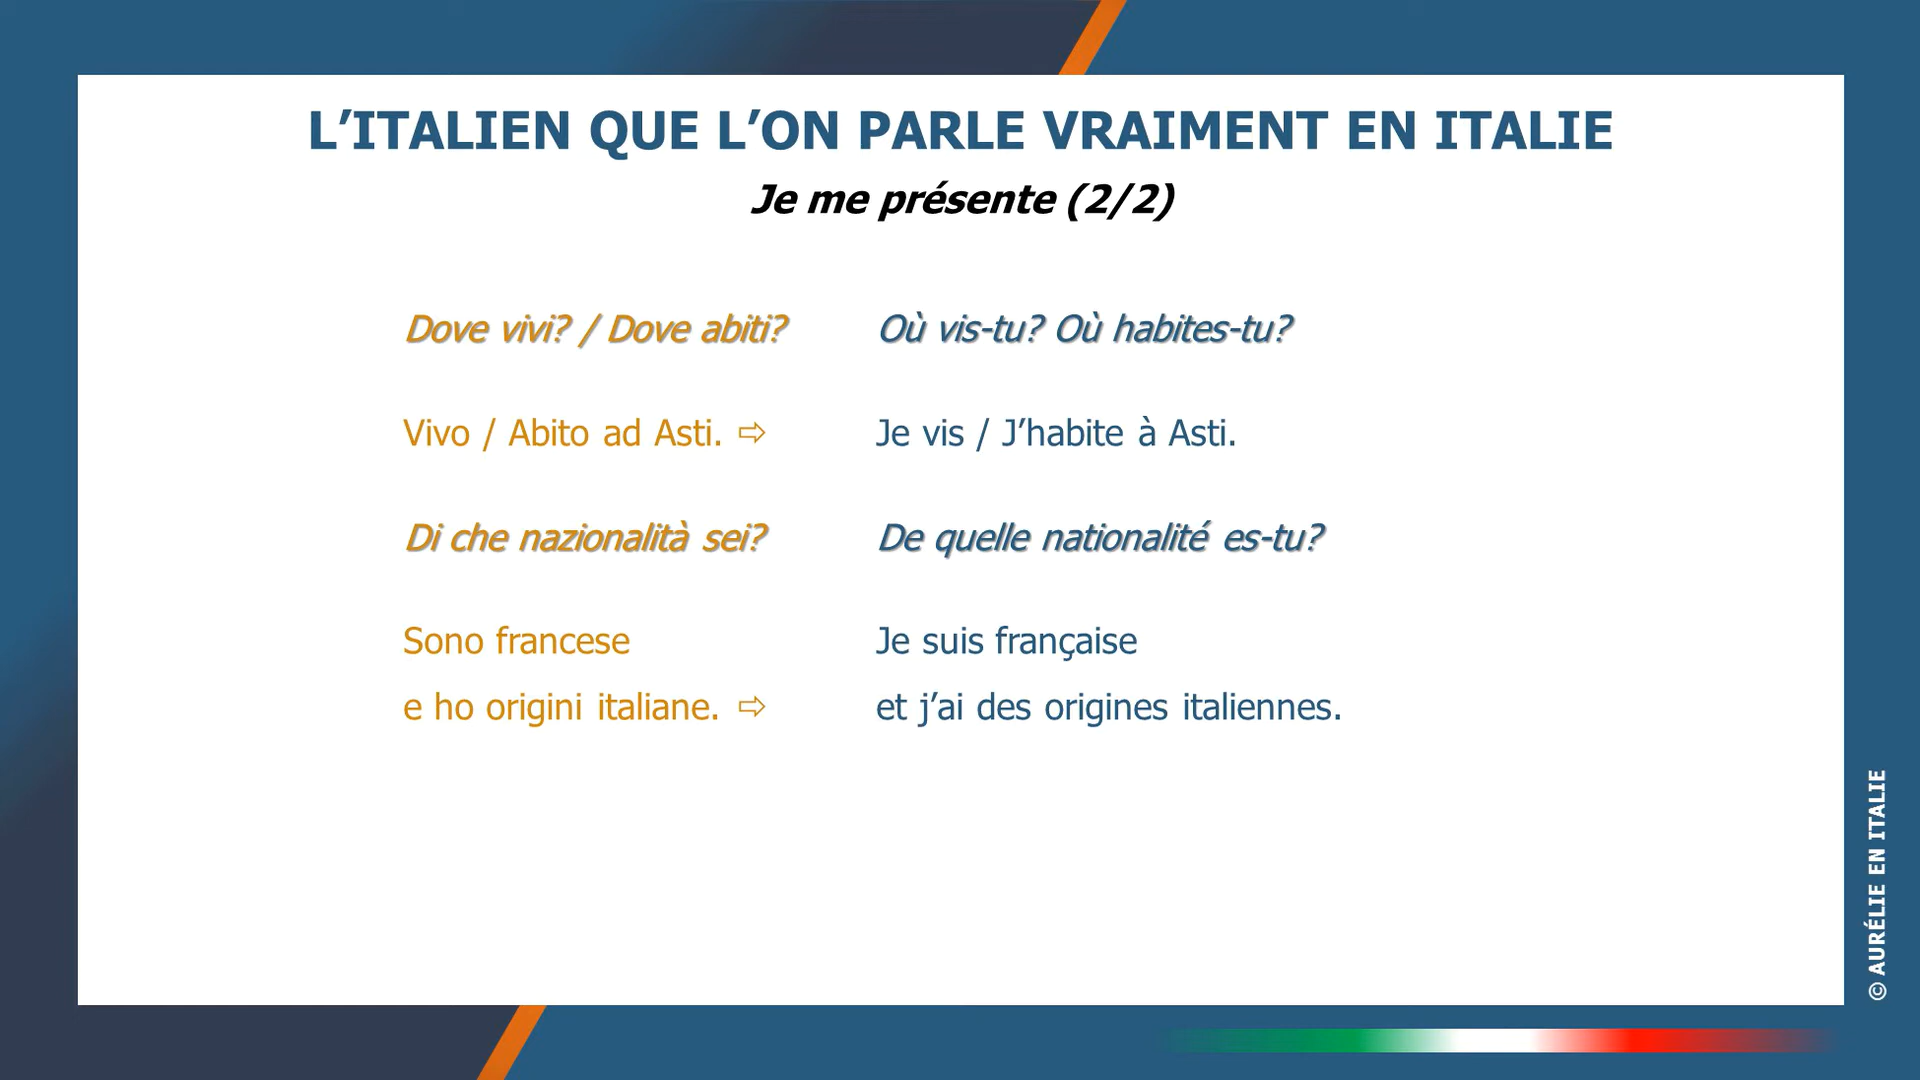 L’ITALIEN QUE L’ON PARLE VRAIMENT EN ITALIE
Je me présente (2/2)
Dove vivi? / Dove abiti? Où vis-tu? Où habites-tu?
Vivo / Abito ad Asti. ⇨ Je vis / J’habite à Asti.
Di che nazionalità sei? De quelle nationalité es-tu?
Sono francese Je suis française
e ho origini italiane. ⇨ et j’ai des origines italiennes.
© AURÉLIE EN ITALIE